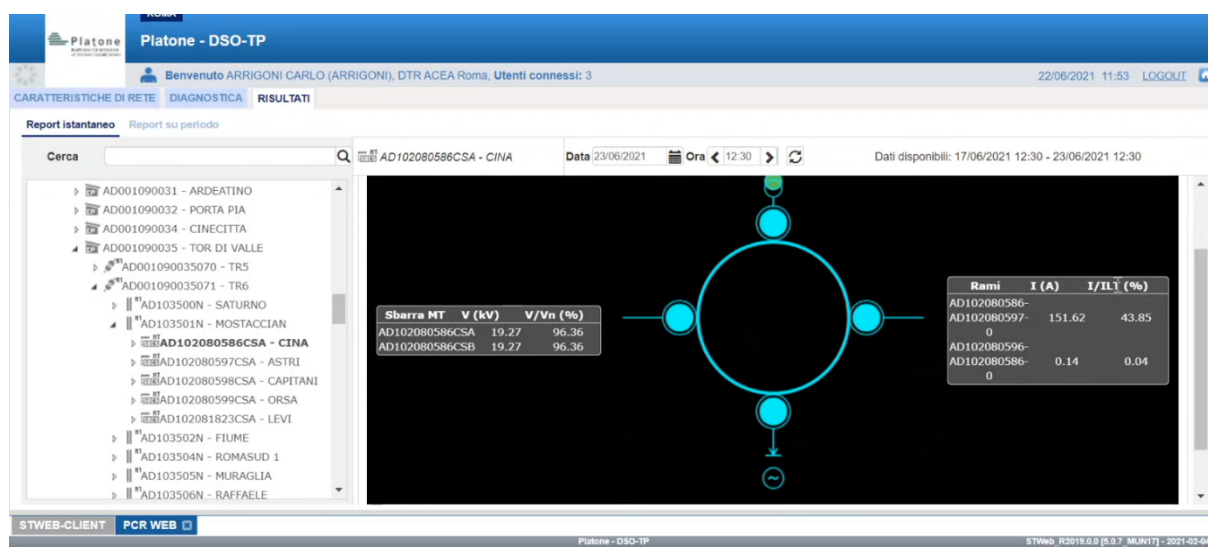 ROMA
Platone
Platone - DSO-TP
Benvenuto ARRIGONI CARLO (ARRIGONI), DTR ACEA Roma, Utenti connessi: 3
22/06/2021 11:53 LOGOUT
CARATTERISTICHE DI RETE DIAGNOSTICA RISULTATI
Report istantaneo Report su periodo
Cerca
AD102080586CSA - CINA
Data 23/06/2021 Ora 12:30
Dati disponibili: 17/06/2021 12:30 - 23/06/2021 12:30
AD001090031 - ARDEATINO
AD001090032 - PORTA PIA
AD001090034 - CINECITTA
AD001090035 - TOR DI VALLE
AD001090035070 - TR5
AD001090035071 - TR6
AD103500N - SATURNO
AD103501N - MOSTACCIAN
AD102080586CSA - CINA
AD102080597CSA - ASTRI
AD102080598CSA - CAPITANI
AD102080599CSA - ORSA
AD102081823CSA - LEVI
AD103502N - FIUME
AD103504N - ROMASUD 1
AD103505N - MURAGLIA
AD103506N - RAFFAELE
Sbarra MT V (kV) V/Vn (%)
AD102080586CSA 19.27 96.36
AD102080586CSB 19.27 96.36
Rami I (A) I/IL1 (%)
AD102080586-
AD102080597- 151.62 43.85
0
AD102080596-
AD102080586- 0.14 0.04
0
STWEB-CLIENT PCR WEB
Platone - DSO-TP
STWeb_R2019.0.0 [5.0.7_MUN17] - 2021-02-04